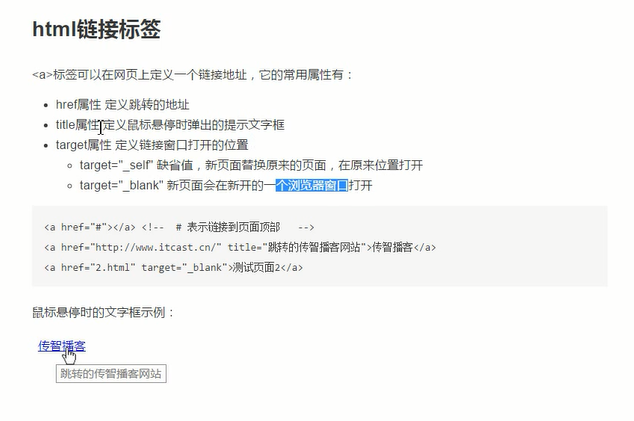 html链接标签
<a>标签可以在网页上定义一个链接地址，它的常用属性有：
href属性 定义跳转的地址
title属性 定义鼠标悬停时弹出的提示文字框
target属性 定义链接窗口打开的位置
target="_self" 缺省值，新页面替换原来的页面，在原来位置打开
target="_blank" 新页面会在新开的一个浏览器窗口打开
<a href="#"></a> <!--  # 表示链接到页面顶部   -->
<a href="http://www.itcast.cn/" title="跳转的传智播客网站">传智播客</a>
<a href="2.html" target="_blank">测试页面2</a>
鼠标悬停时的文字框示例：
传智播客
跳转的传智播客网站